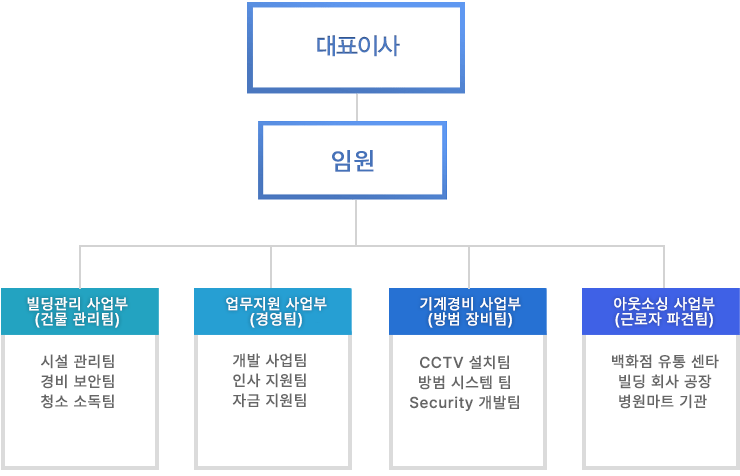 대표이사
임원
빌딩관리 사업부
(건물 관리팀)
시설 관리팀
경비 보안팀
청소 소독팀
업무지원 사업부
(경영팀)
개발 사업팀
인사 지원팀
자금 지원팀
기계경비 사업부
(방범 장비팀)
CCTV 설치팀
방범 시스템 팀
Security 개발팀
아웃소싱 사업부
(근로자 파견팀)
백화점 유통 센타
빌딩 회사 공장
병원마트 기관